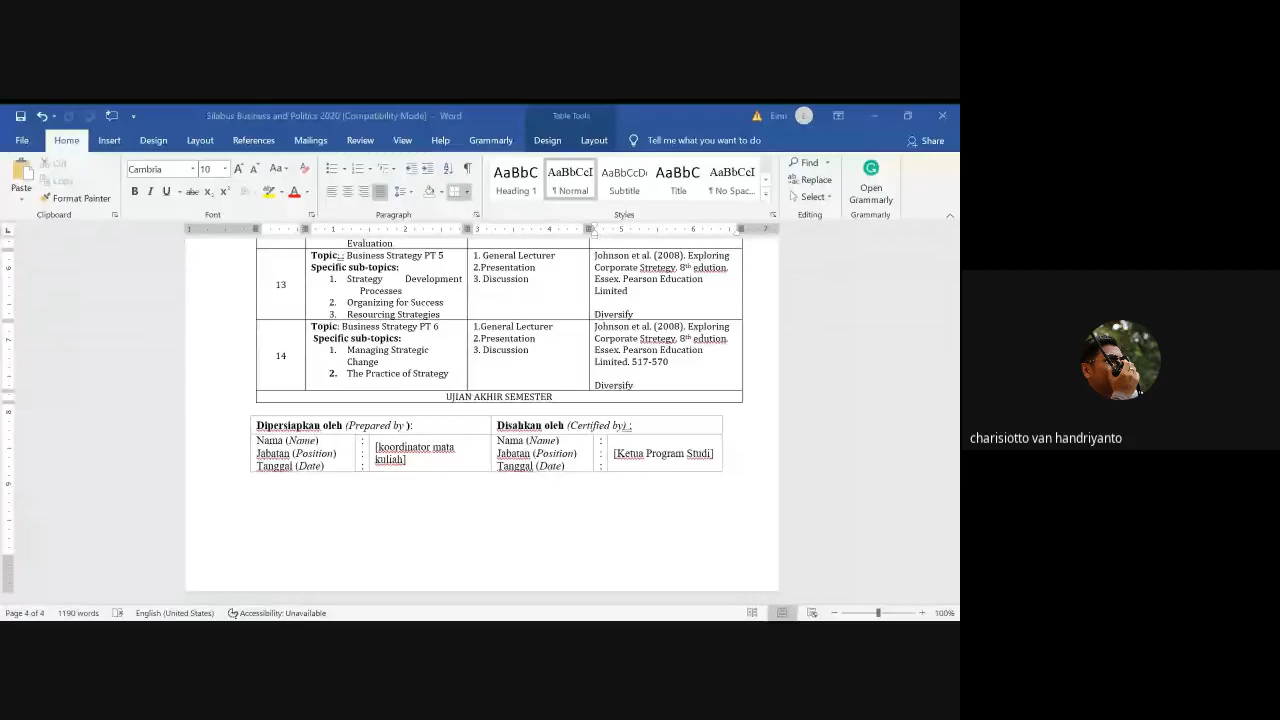 Silabus Business and Politics 2020 [Compatibility Mode] - Word
Table Tools
Einri
E
File Home Insert Design Layout References Mailings Review View Help Grammarly Design Layout Tell me what you want to do Share
Paste
Cut
Copy
Format Painter
Clipboard
Cambria 10
Font
Paragraph
AaBbC AaBbCcI AaBbCcD AaBbC AaBbCcI
Heading 1 ¶ Normal Subtitle Title ¶ No Spac...
Styles
Find
Replace
Select
Editing
Open
Grammarly
Grammarly
Evaluation
13
Topic: : Business Strategy PT 5
Specific sub-topics:
1. Strategy Development
Processes
2. Organizing for Success
3. Resourcing Strategies
1. General Lecturer
2.Presentation
3. Discussion
Johnson et al. (2008). Exploring
Corporate Stretegy. 8th edution.
Essex. Pearson Education
Limited
Diversify
14
Topic: Business Strategy PT 6
Specific sub-topics:
1. Managing Strategic
Change
2. The Practice of Strategy
1.General Lecturer
2.Presentation
3. Discussion
Johnson et al. (2008). Exploring
Corporate Stretegy. 8th edution.
Essex. Pearson Education
Limited. 517-570
Diversify
UJIAN AKHIR SEMESTER
Dipersiapkan oleh (Prepared by ):
Nama (Name) :
Jabatan (Position) :
Tanggal (Date) :
[koordinator mata
kuliah]
Disahkan oleh (Certified by) :
Nama (Name) :
Jabatan (Position) :
Tanggal (Date) :
[Ketua Program Studi]
Page 4 of 4 1190 words English (United States) Accessibility: Unavailable 100%
charisiotto van handriyanto